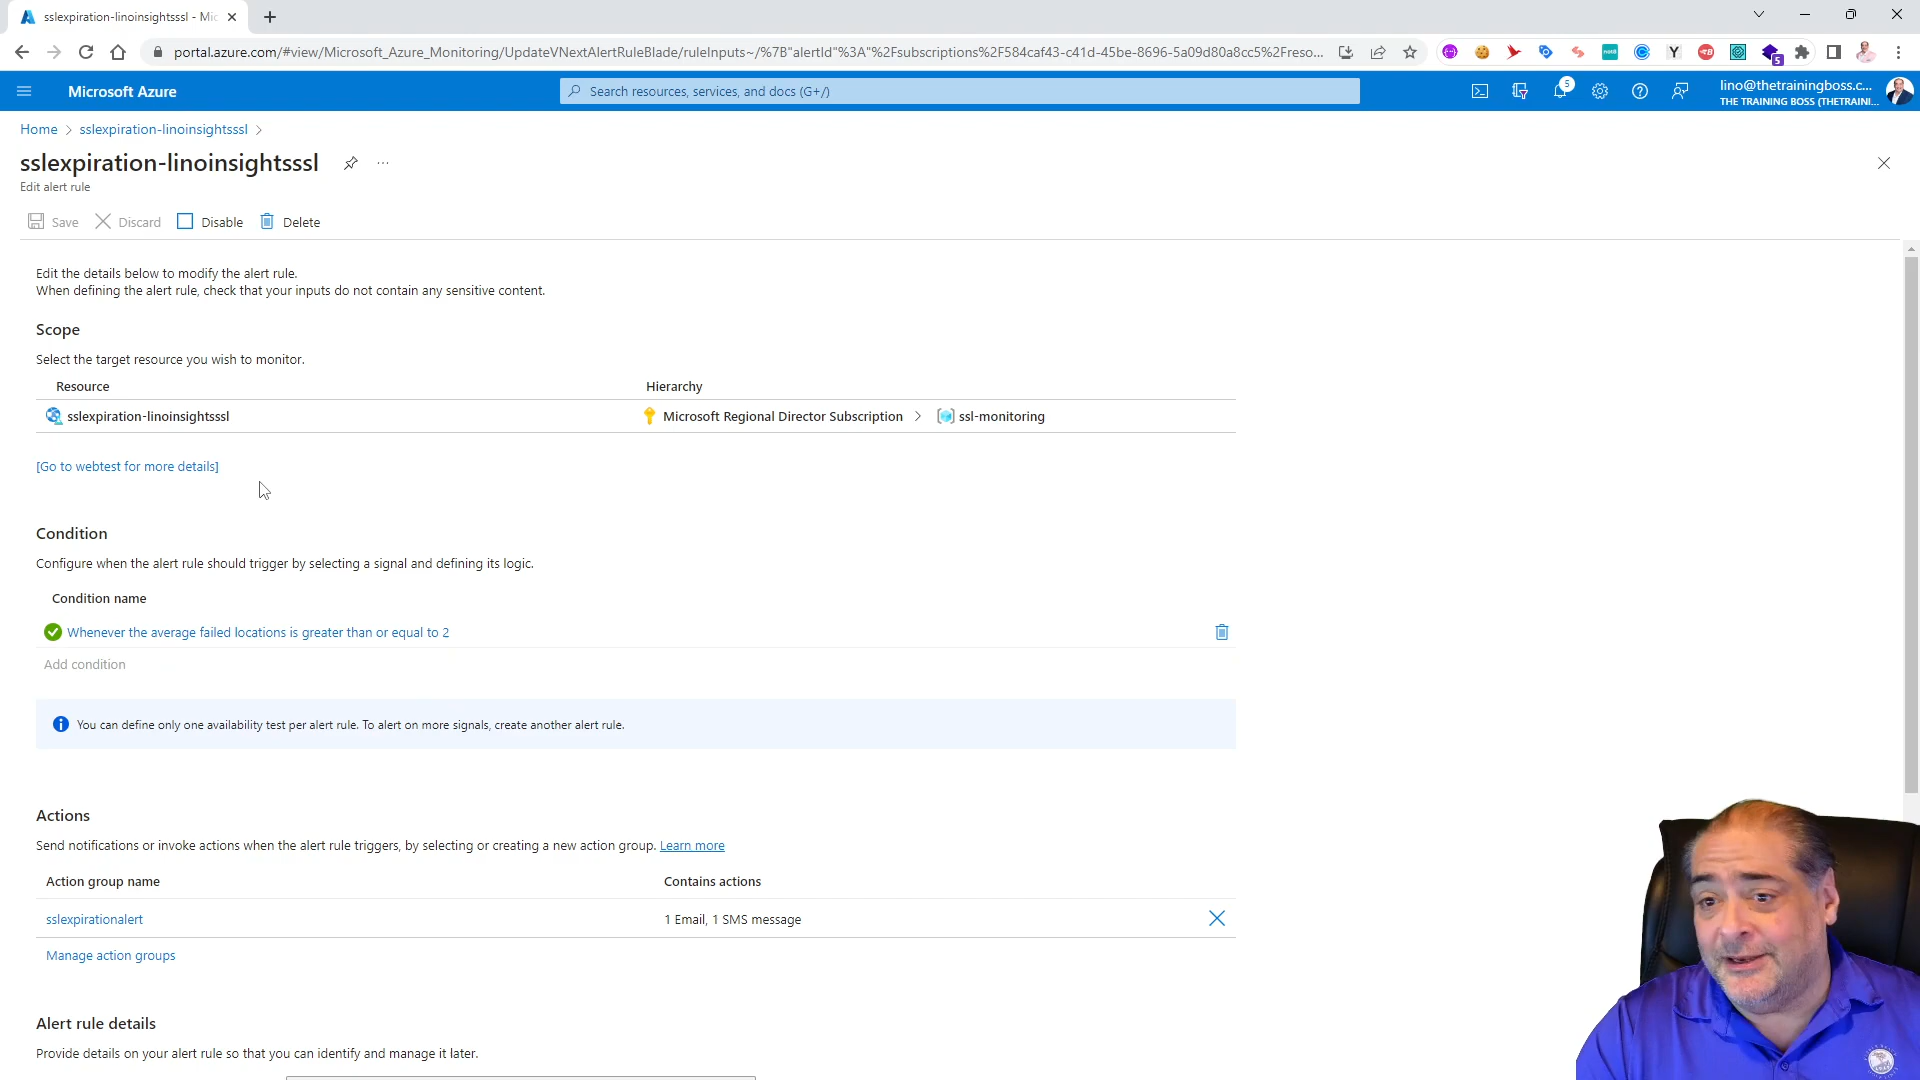 sslexpiration-linoinsightsssl - Mic
portal.azure.com/#view/Microsoft_Azure_Monitoring/UpdateVNextAlertRuleBlade/ruleInputs~/%7B"alertId"%3A"%2Fsubscriptions%2F584caf43-c41d-45be-8696-5a09d80a8cc5%2Freso...
Y
5
Microsoft Azure
Search resources, services, and docs (G+/)
5
lino@thetrainingboss.c...
THE TRAINING BOSS (THETRAINI...
Home > sslexpiration-linoinsightsssl >
sslexpiration-linoinsightsssl ...
Edit alert rule
Save Discard Disable Delete
Edit the details below to modify the alert rule.
When defining the alert rule, check that your inputs do not contain any sensitive content.
Scope
Select the target resource you wish to monitor.
Resource Hierarchy
sslexpiration-linoinsightsssl Microsoft Regional Director Subscription > ssl-monitoring
[Go to webtest for more details]
Condition
Configure when the alert rule should trigger by selecting a signal and defining its logic.
Condition name
Whenever the average failed locations is greater than or equal to 2
Add condition
You can define only one availability test per alert rule. To alert on more signals, create another alert rule.
Actions
Send notifications or invoke actions when the alert rule triggers, by selecting or creating a new action group. Learn more
Action group name Contains actions
sslexpirationalert 1 Email, 1 SMS message
Manage action groups
Alert rule details
Provide details on your alert rule so that you can identify and manage it later.